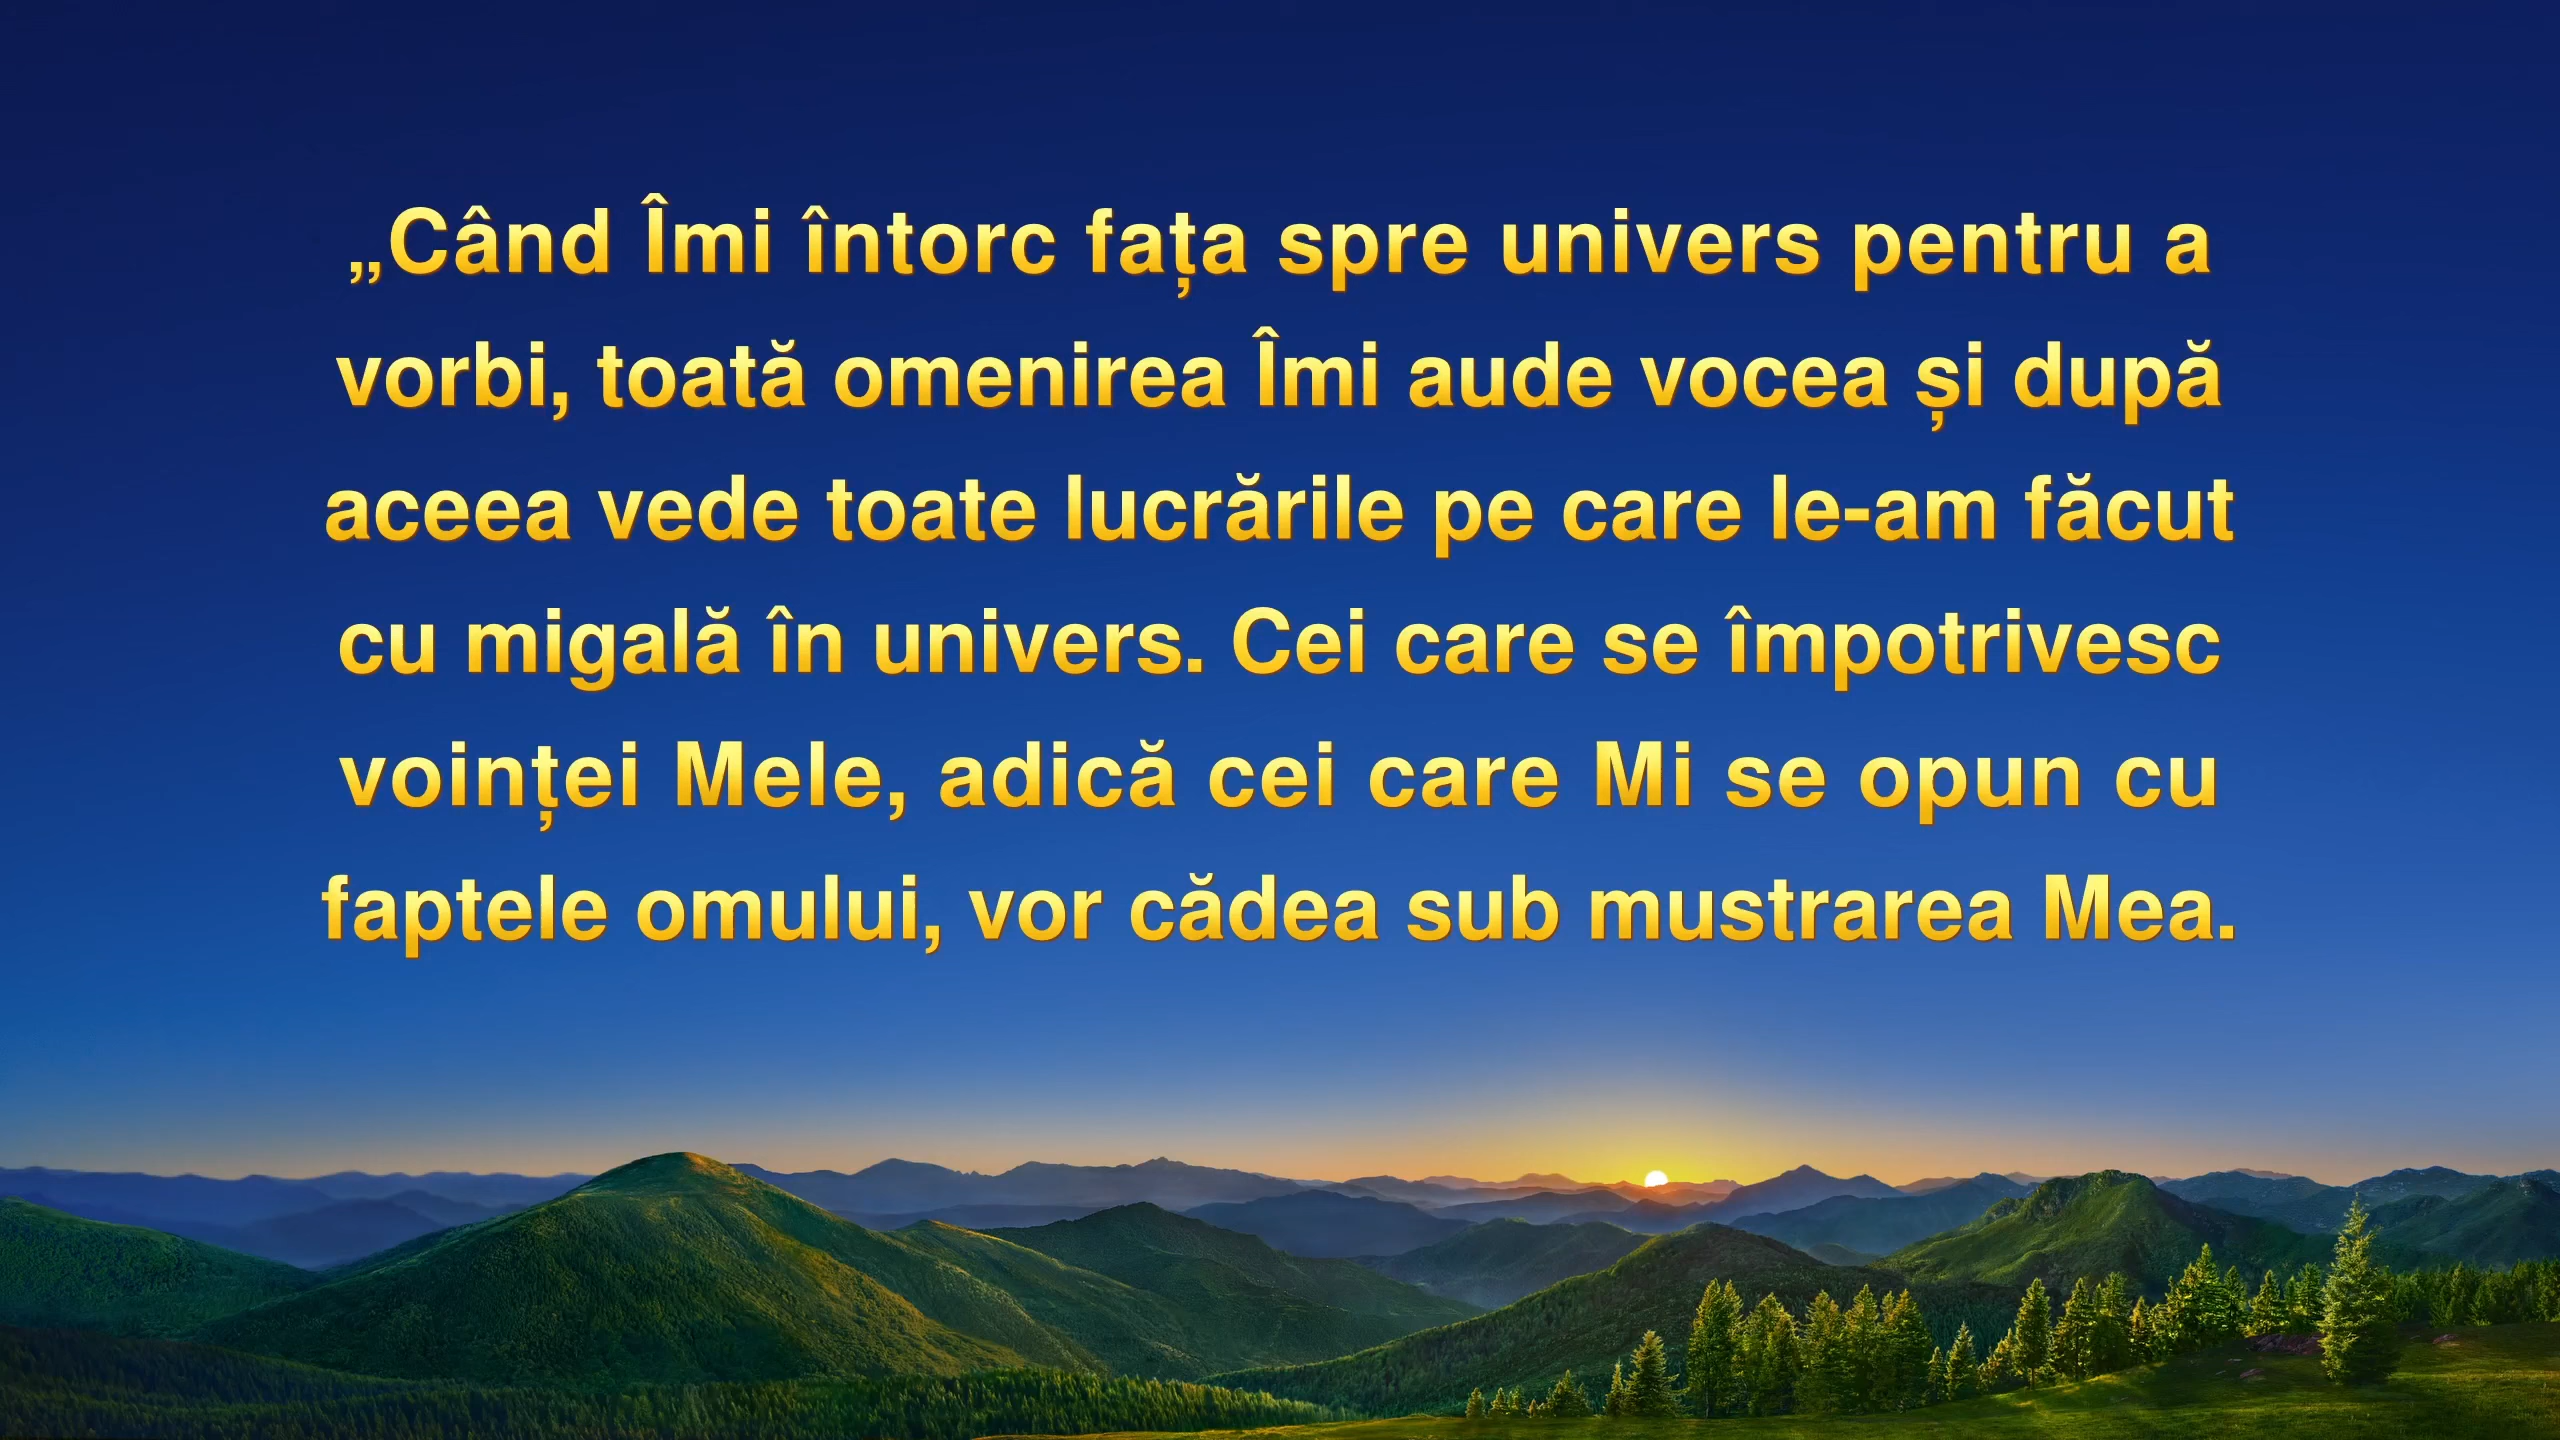 „Când Îmi întorc fața spre univers pentru a
vorbi, toată omenirea Îmi aude vocea și după
aceea vede toate lucrările pe care le-am făcut
cu migală în univers. Cei care se împotrivesc
voinței Mele, adică cei care Mi se opun cu
faptele omului, vor cădea sub mustrarea Mea.